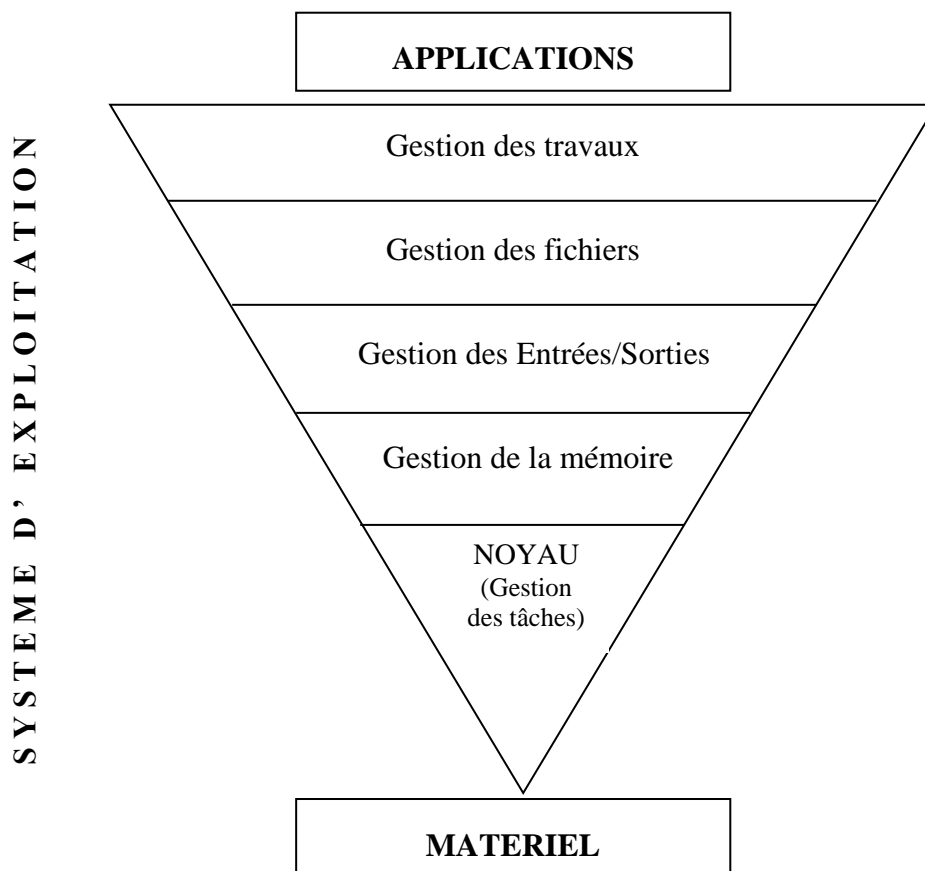 APPLICATIONS
SYSTEME D’ EXPLOITATION
Gestion des travaux
Gestion des fichiers
Gestion des Entrées/Sorties
Gestion de la mémoire
NOYAU
(Gestion
des tâches)
MATERIEL